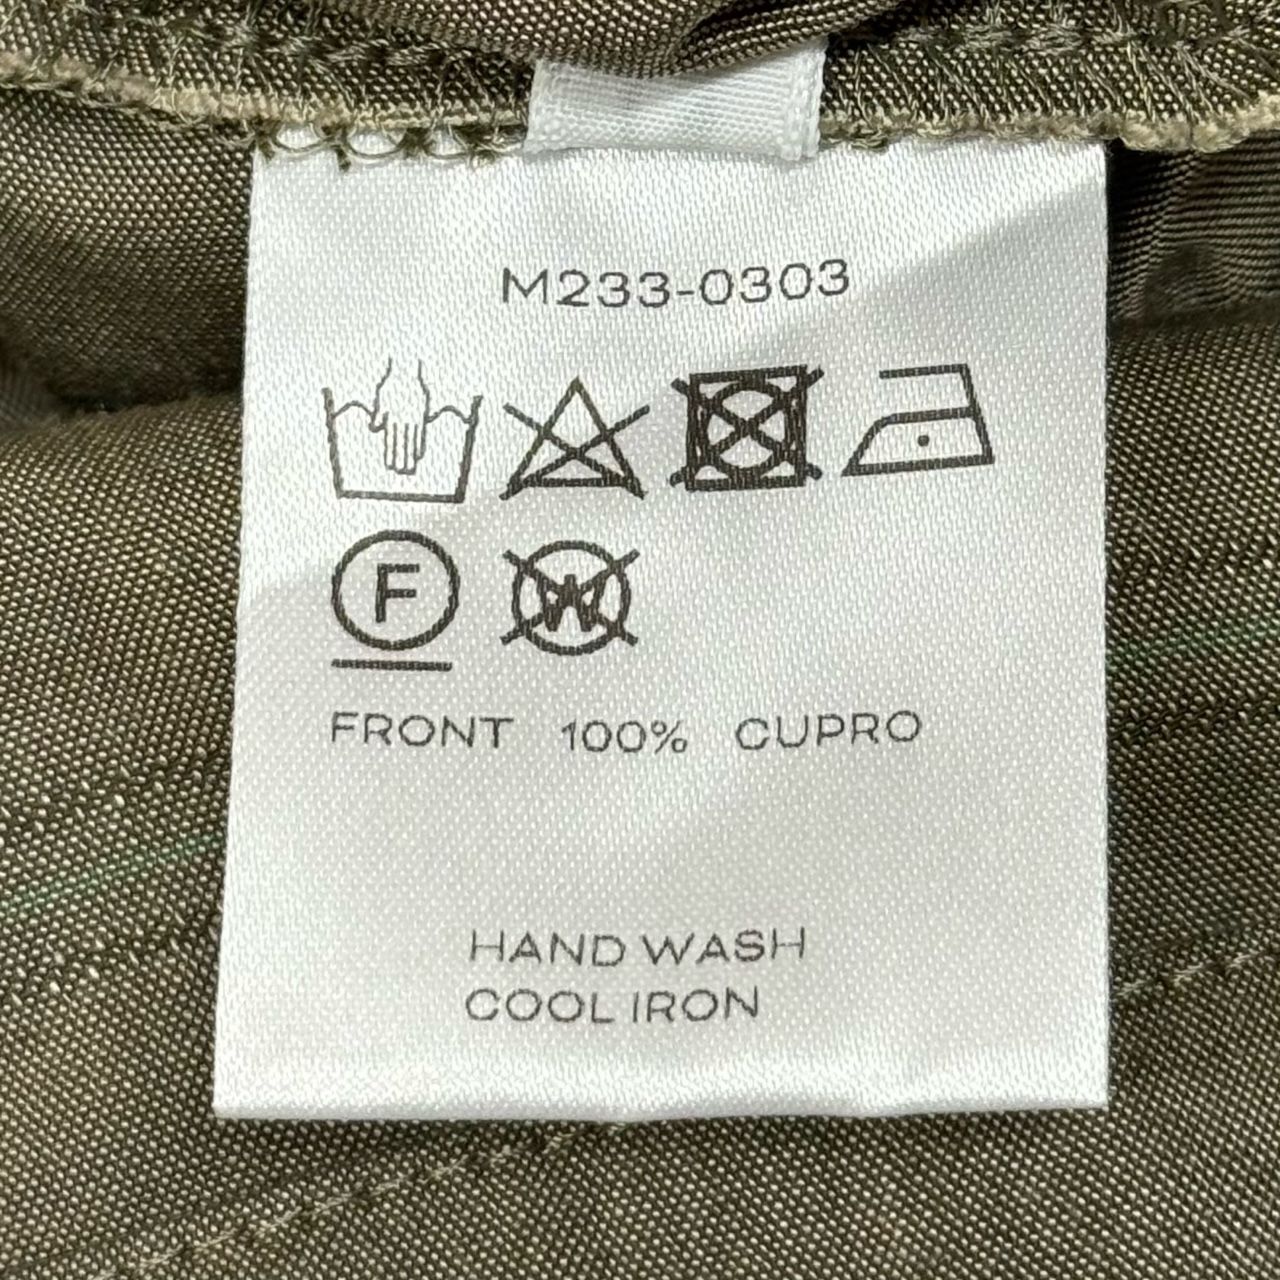 M233-0303
F W
FRONT 100% CUPRO
HAND WASH
COOL IRON